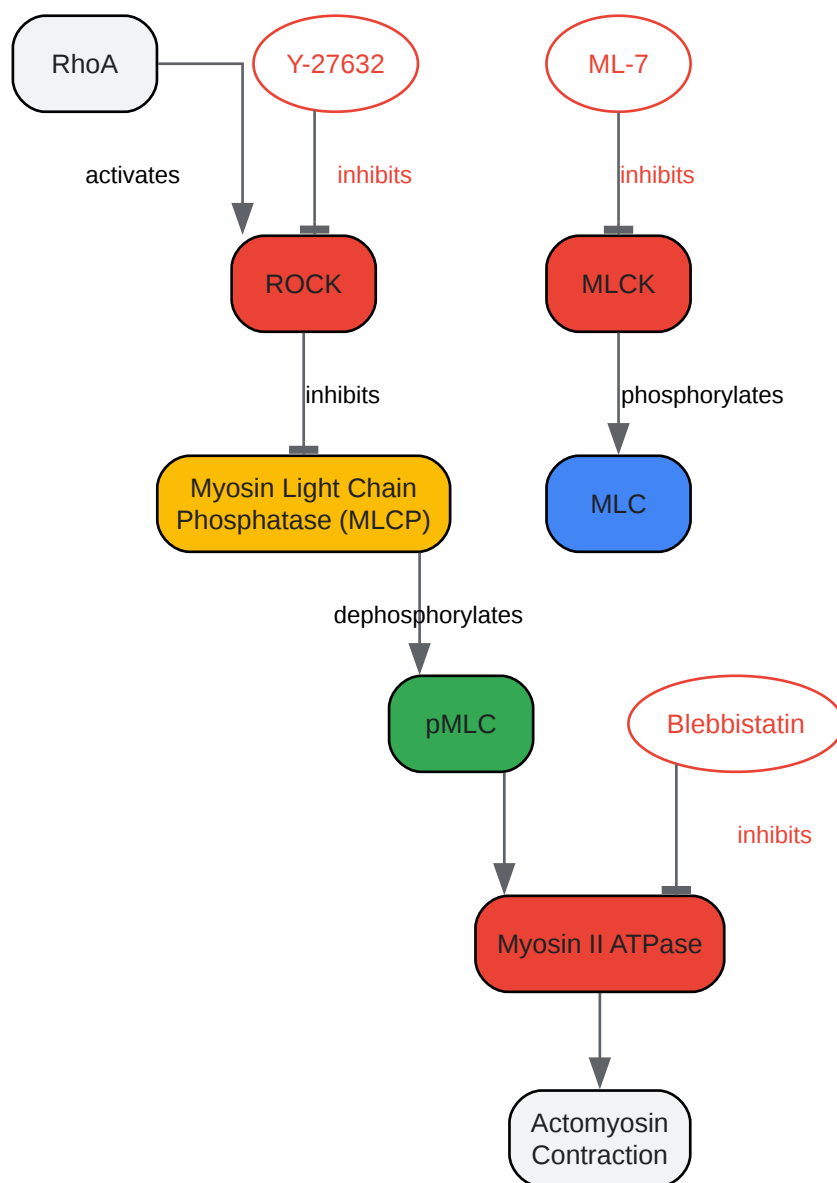 RhoA
Y-27632
ML-7
activates
inhibits
inhibits
ROCK
MLCK
inhibits
phosphorylates
Myosin Light Chain
Phosphatase (MLCP)
MLC
dephosphorylates
pMLC
Blebbistatin
inhibits
Myosin II ATPase
Actomyosin
Contraction